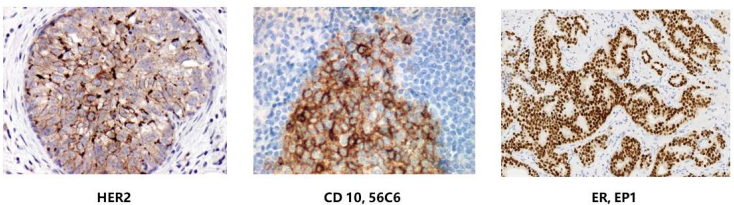 HER2
CD 10, 56C6
ER, EP1